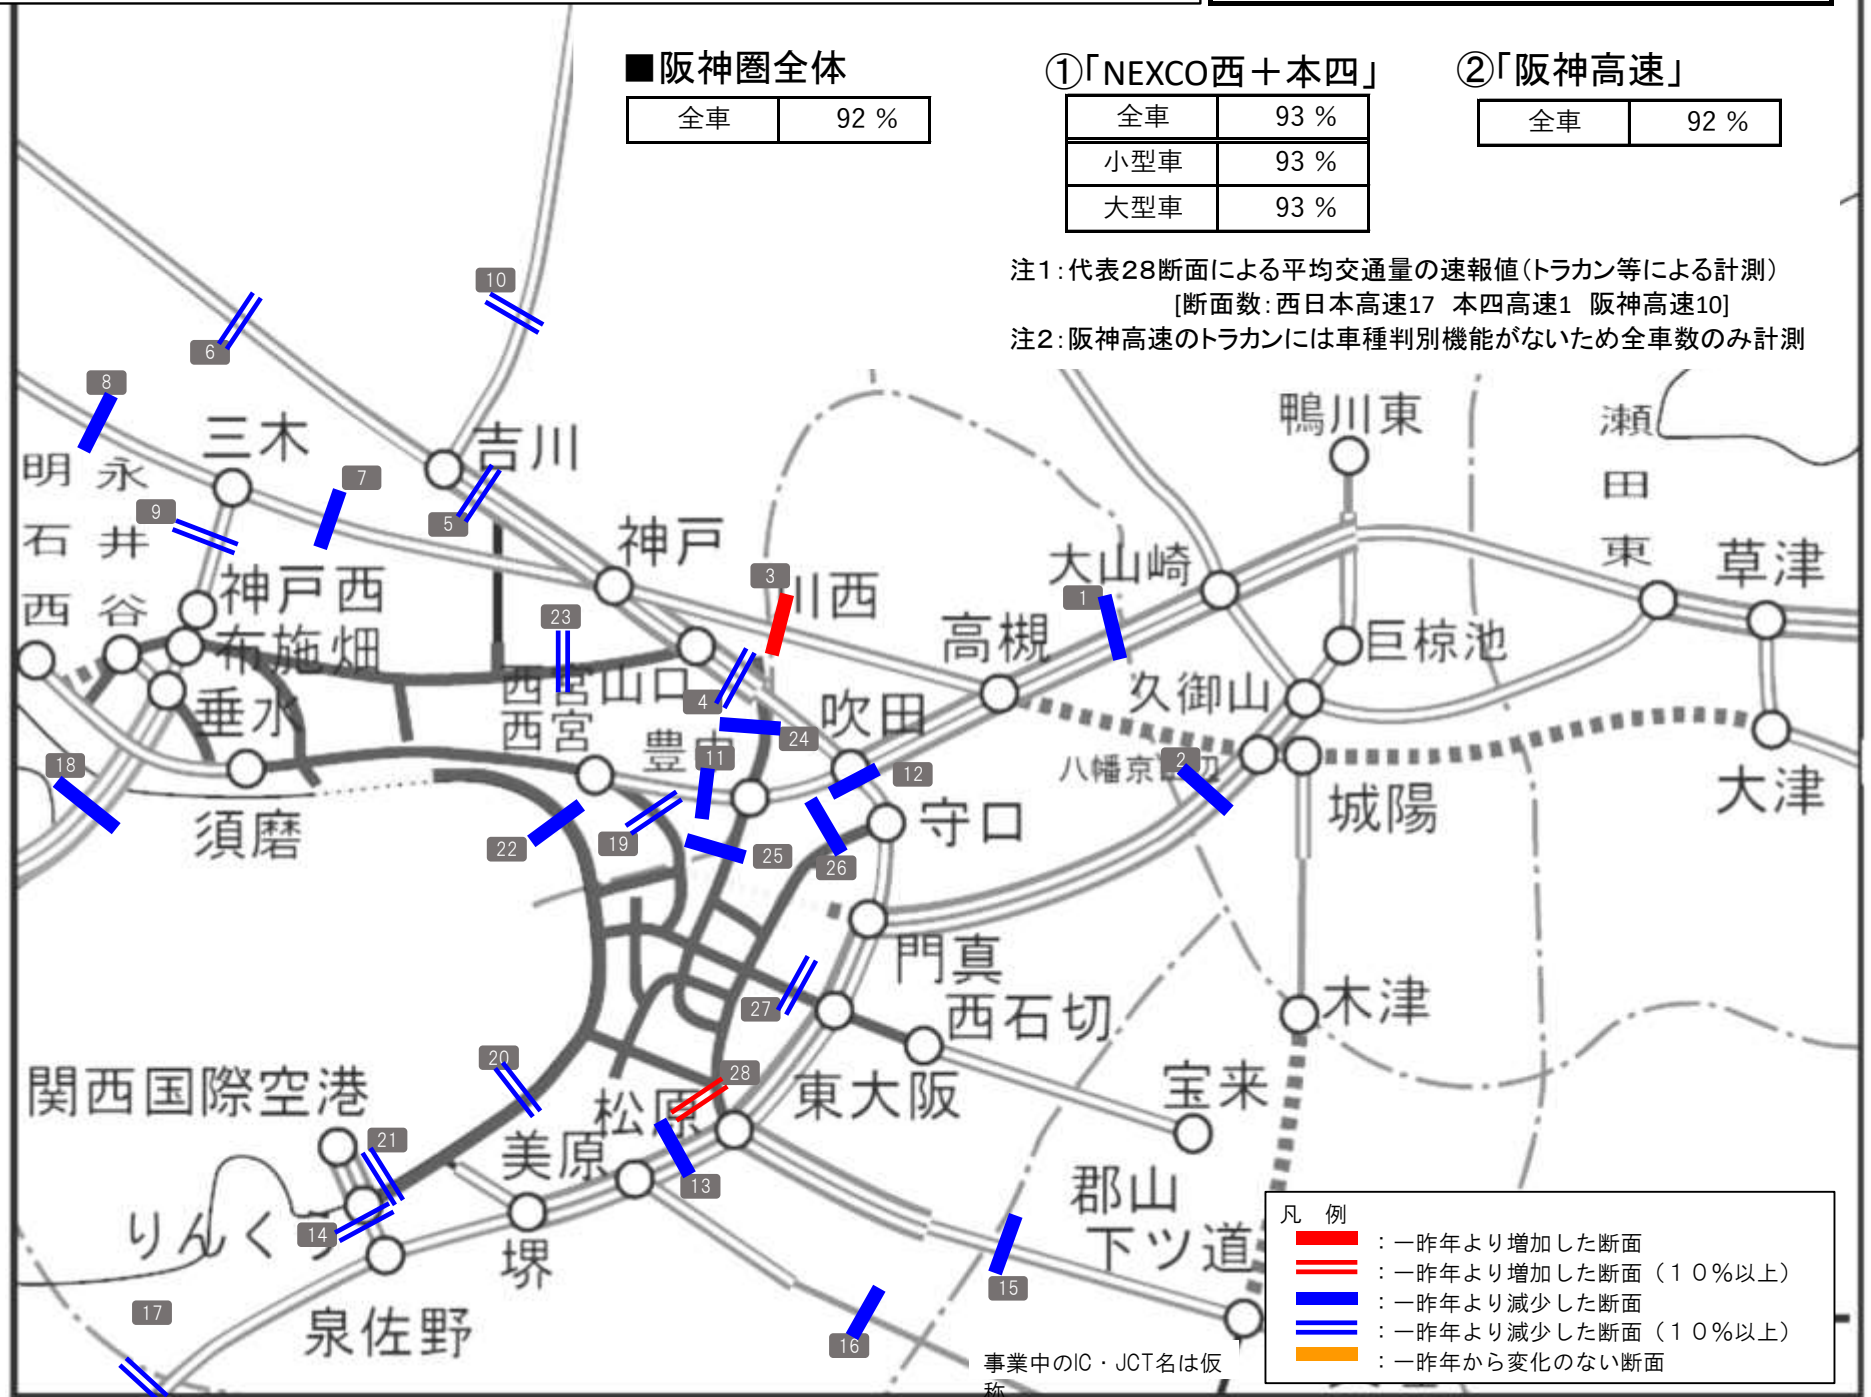 ■阪神圏全体
全車 92 %
①「NEXCO西＋本四」
全車 93 %
小型車 93 %
大型車 93 %
②「阪神高速」
全車 92 %
注1：代表28断面による平均交通量の速報値（トラカン等による計測）
[断面数：西日本高速17 本四高速1 阪神高速10]
注2：阪神高速のトラカンには車種判別機能がないため全車数のみ計測
10
6
8
三木
吉川
鴨川東
瀬田東
明石西
永井谷
7
9
5
神戸
3
川西
大山崎
1
草津
神戸西
布施畑
23
高槻
巨椋池
西宮山口
西宮
4
久御山
垂水
吹田
24
豊中
11
12
八幡京田辺
2
18
大津
城陽
須磨
守口
22
19
25
26
門真
27
西石切
木津
20
28
関西国際空港
松原
東大阪
宝来
21
美原
13
郡山
下ツ道
りんくう
14
堺
15
17
泉佐野
16
事業中のIC・JCT名は仮
称
凡 例
：一昨年より増加した断面
：一昨年より増加した断面（１０％以上）
：一昨年より減少した断面
：一昨年より減少した断面（１０％以上）
：一昨年から変化のない断面